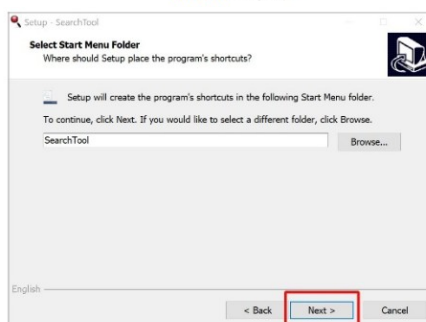 Setup - SearchTool
Select Start Menu Folder
Where should Setup place the program's shortcuts?
Setup will create the program's shortcuts in the following Start Menu folder.
To continue, click Next. If you would like to select a different folder, click Browse.
SearchTool
Browse...
English
< Back
Next >
Cancel